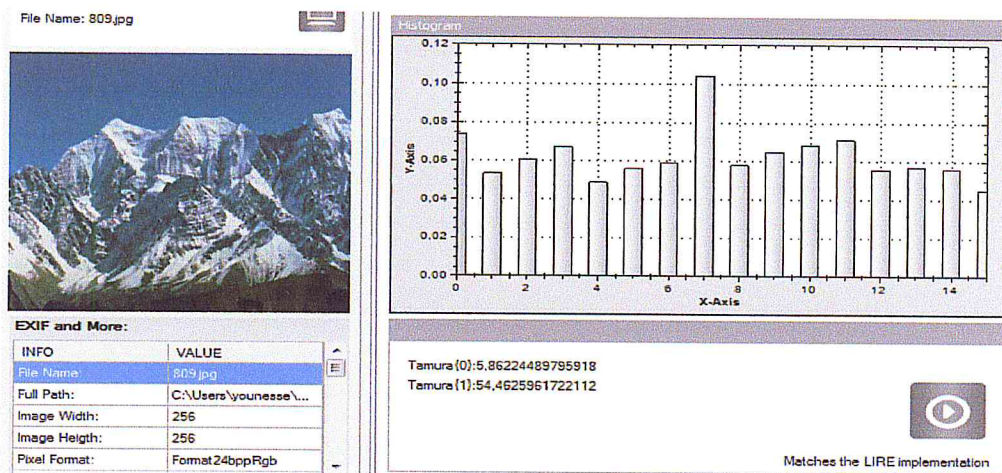 File Name: 809.jpg
EXIF and More:
INFO VALUE
File Name: 809.jpg
Full Path: C:\Users\younesse\...
Image Width: 256
Image Heigth: 256
Pixel Format: Format24bppRgb
Histogram
Y-Axis
0.12
0.10
0.08
0.06
0.04
0.02
0.00
0 2 4 6 8 10 12 14
X-Axis
Tamura{0}:5,86224489795918
Tamura{1}:54,4625961722112
Matches the LIRE implementation